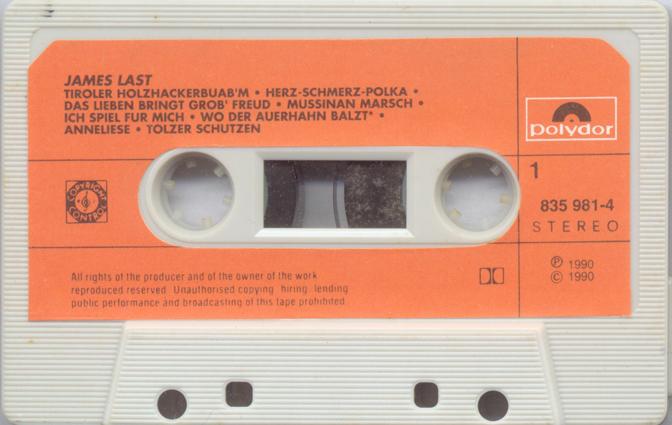 JAMES LAST
TIROLER HOLZHACKERBUAB'M • HERZ-SCHMERZ-POLKA •
DAS LIEBEN BRINGT GROB' FREUD • MUSSINAN MARSCH •
ICH SPIEL FUR MICH • WO DER AUERHAHN BALZT* •
ANNELIESE • TOLZER SCHUTZEN
polydor
COPYRIGHT
CONTROL
1
835 981-4
STEREO
All rights of the producer and of the owner of the work
reproduced reserved Unauthorised copying hiring lending
public performance and broadcasting of this tape prohibited
℗ 1990
© 1990